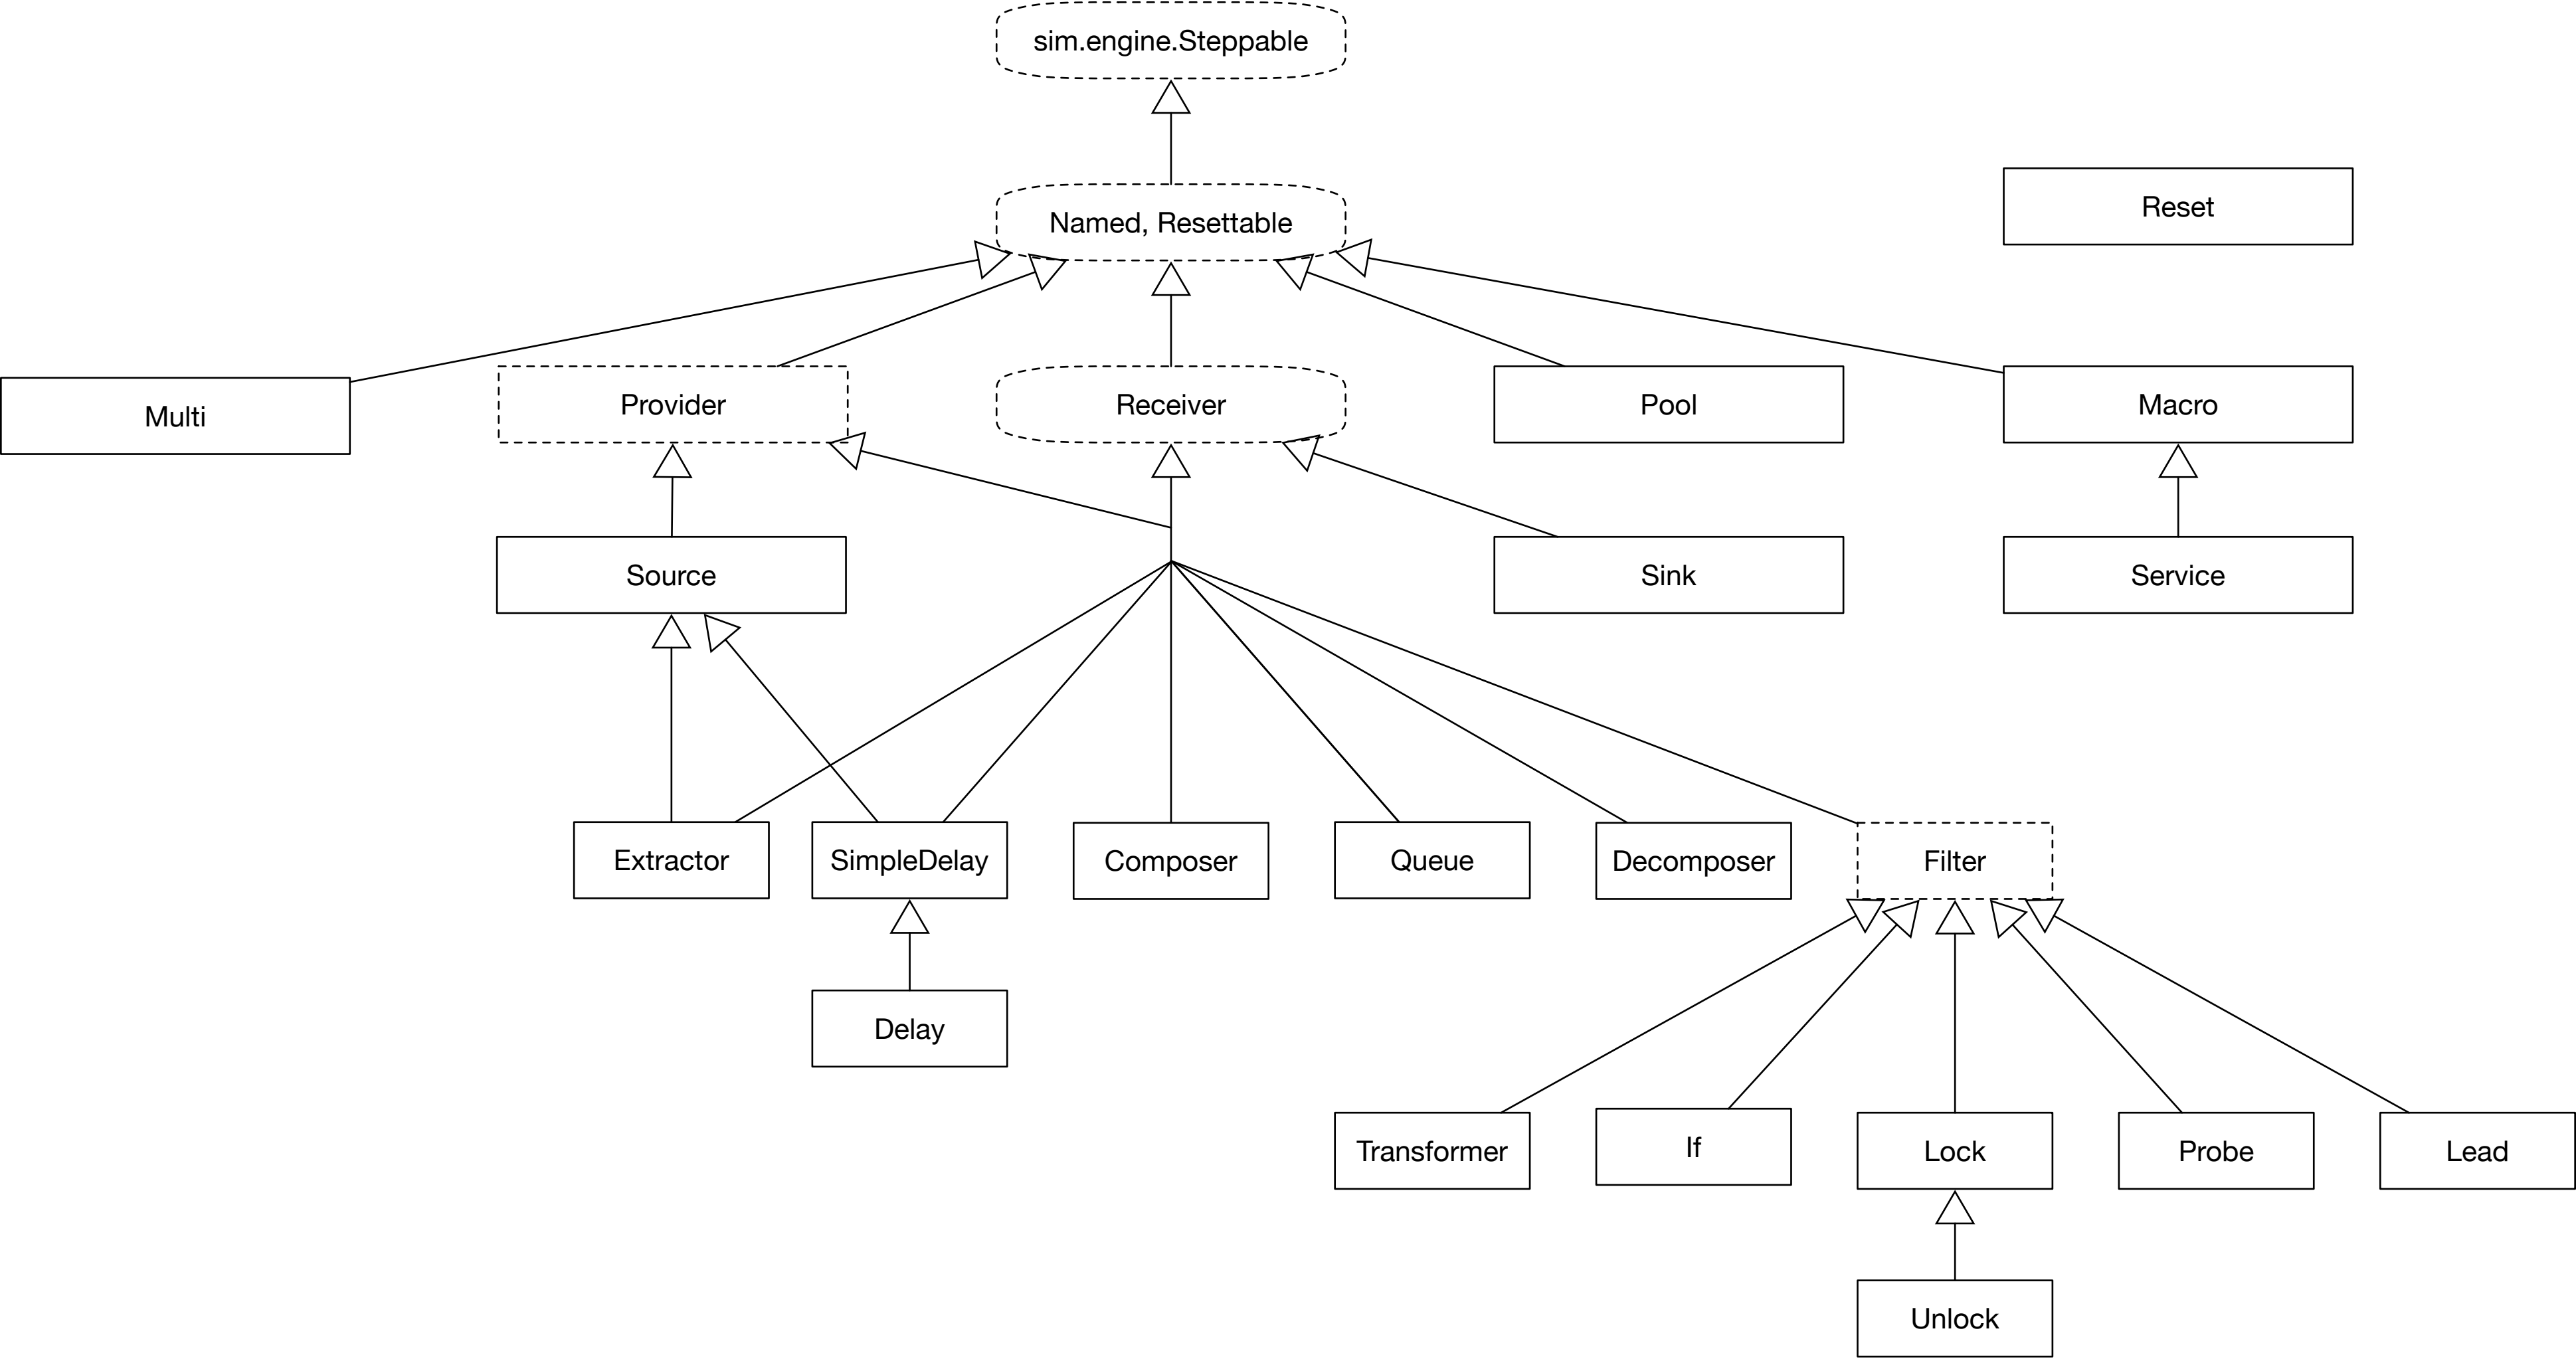 sim.engine.Steppable
Named, Resettable
Reset
Multi
Provider
Receiver
Pool
Macro
Source
Sink
Service
Extractor
SimpleDelay
Composer
Queue
Decomposer
Filter
Delay
Transformer
If
Lock
Probe
Lead
Unlock